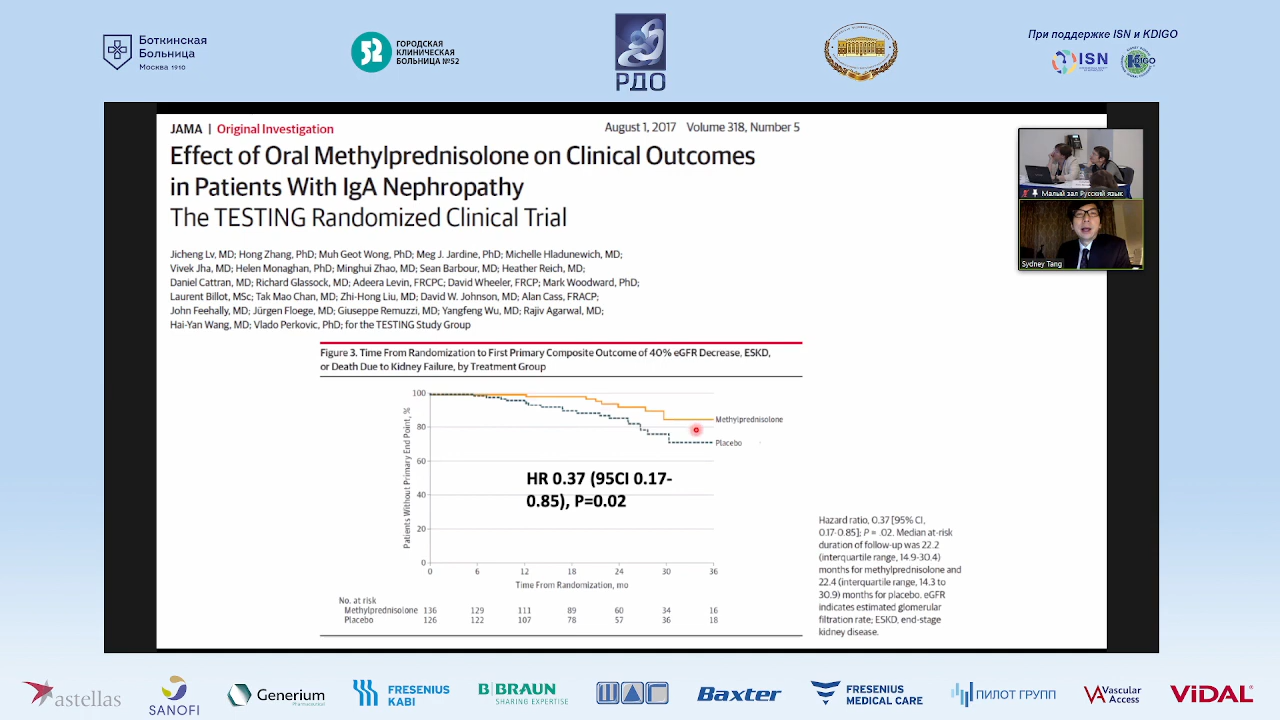 Боткинская
Больница
Москва 1910
52
ГОРОДСКАЯ
КЛИНИЧЕСКАЯ
БОЛЬНИЦА №52
РДО
При поддержке ISN и KDIGO
ISN
KDIGO
JAMA | Original Investigation
August 1, 2017 Volume 318, Number 5
Effect of Oral Methylprednisolone on Clinical Outcomes
in Patients With IgA Nephropathy
The TESTING Randomized Clinical Trial
Jicheng Lv, MD; Hong Zhang, PhD; Muh Geot Wong, PhD; Meg J. Jardine, PhD; Michelle Hladunewich, MD;
Vivek Jha, MD; Helen Monaghan, PhD; Minghui Zhao, MD; Sean Barbour, MD; Heather Reich, MD;
Daniel Cattran, MD; Richard Glassock, MD; Adeera Levin, FRCPC; David Wheeler, FRCP; Mark Woodward, PhD;
Laurent Billot, MSc; Tak Mao Chan, MD; Zhi-Hong Liu, MD; David W. Johnson, MD; Alan Cass, FRACP;
John Feehally, MD; Jürgen Floege, MD; Giuseppe Remuzzi, MD; Yangfeng Wu, MD; Rajiv Agarwal, MD;
Hai-Yan Wang, MD; Vlado Perkovic, PhD; for the TESTING Study Group
Малый зал Русский язык
Sydney Tang
Figure 3. Time From Randomization to First Primary Composite Outcome of 40% eGFR Decrease, ESKD,
or Death Due to Kidney Failure, by Treatment Group
Patients Without Primary End Point, %
100
80
60
40
20
0
Methylprednisolone
Placebo
HR 0.37 (95CI 0.17-
0.85), P=0.02
0 6 12 18 24 30 36
Time From Randomization, mo
No. at risk
Methylprednisolone 136 129 111 89 60 34 16
Placebo 126 122 107 78 57 36 18
Hazard ratio, 0.37 [95% CI,
0.17-0.85]; P = .02. Median at-risk
duration of follow-up was 22.2
(interquartile range, 14.9-30.4)
months for methylprednisolone and
22.4 (interquartile range, 14.3 to
30.9) months for placebo. eGFR
indicates estimated glomerular
filtration rate; ESKD, end-stage
kidney disease.
astellas
SANOFI
Generium
Pharmaceutical
FRESENIUS
KABI
B BRAUN
SHARING EXPERTISE
ШАГ
Baxter
FRESENIUS
MEDICAL CARE
ПИЛОТ ГРУПП
VA Vascular
Access
ViDAL